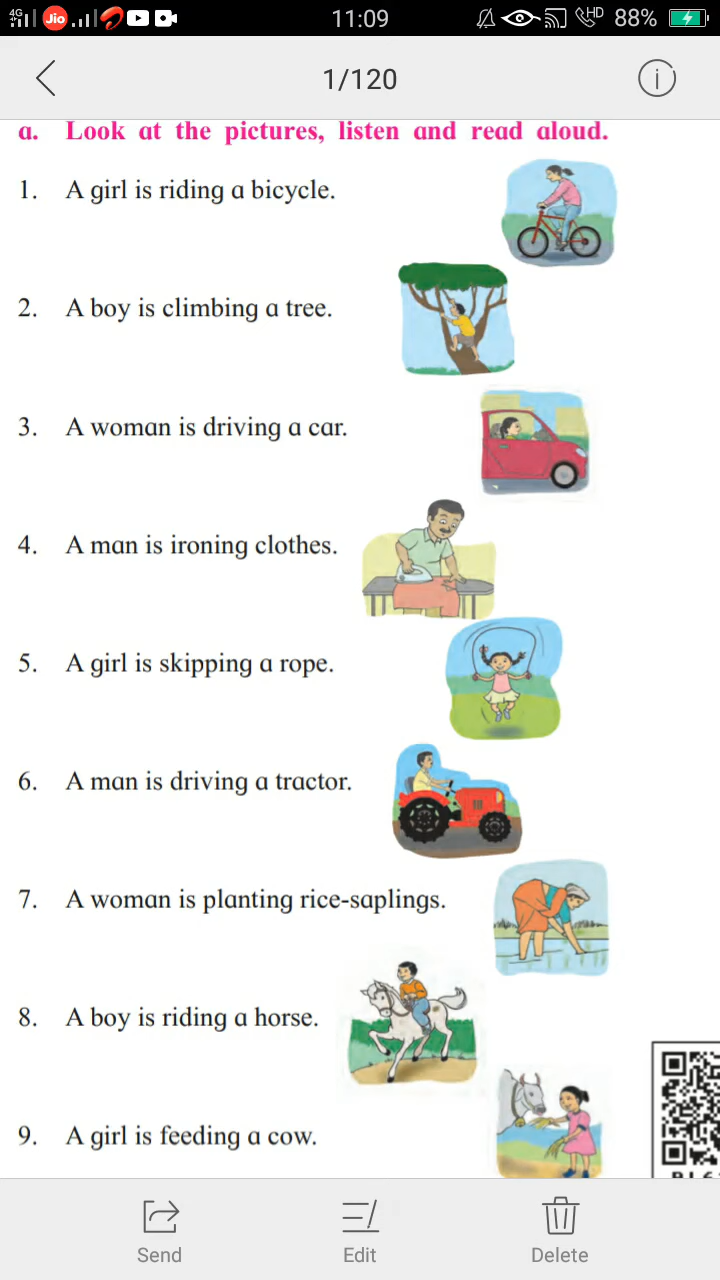 4G Jio 11:09 HD 88%
1/120
a. Look at the pictures, listen and read aloud.
1. A girl is riding a bicycle.
2. A boy is climbing a tree.
3. A woman is driving a car.
4. A man is ironing clothes.
5. A girl is skipping a rope.
6. A man is driving a tractor.
7. A woman is planting rice-saplings.
8. A boy is riding a horse.
9. A girl is feeding a cow.
Send Edit Delete